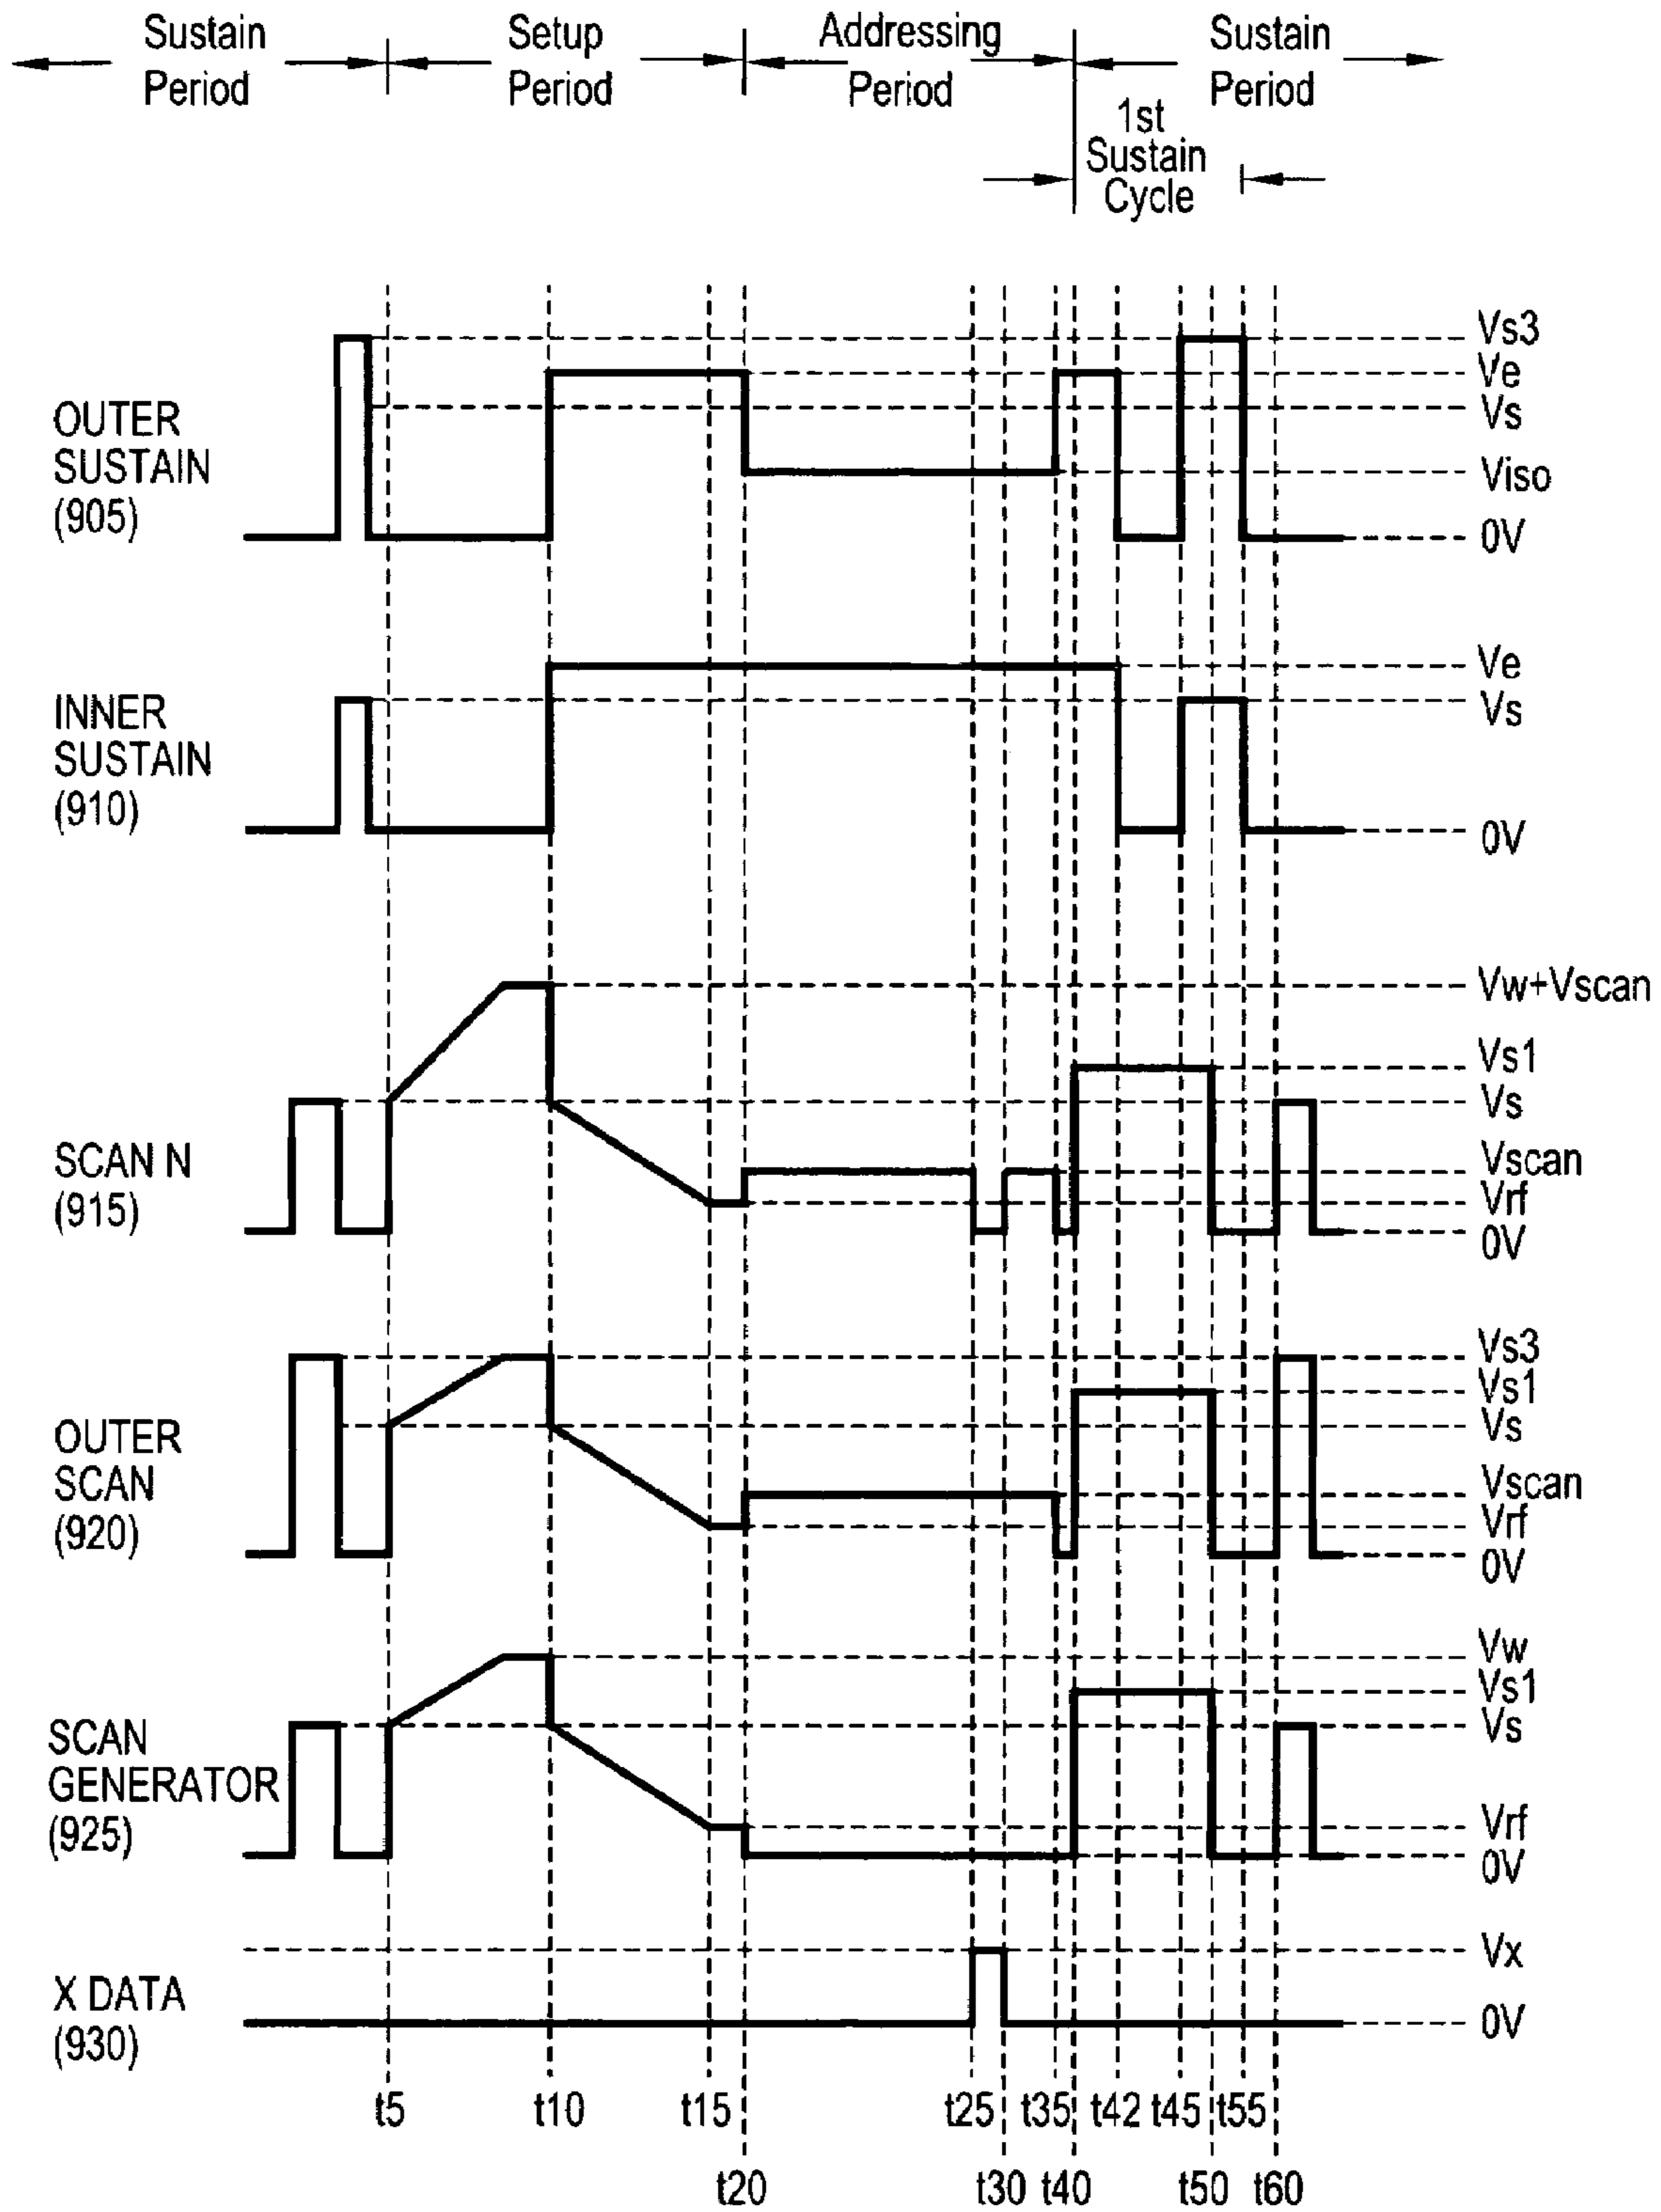 Sustain
Period
Setup
Period
Addressing
Period
Sustain
Period
1st
Sustain
Cycle
OUTER
SUSTAIN
(905)
Vs3
Ve
Vs
Viso
0V
INNER
SUSTAIN
(910)
Ve
Vs
0V
SCAN N
(915)
Vw+Vscan
Vs1
Vs
Vscan
Vrf
0V
OUTER
SCAN
(920)
Vs3
Vs1
Vs
Vscan
Vrf
0V
SCAN
GENERATOR
(925)
Vw
Vs1
Vs
Vrf
0V
X DATA
(930)
Vx
0V
t5 t10 t15 t25 t35 t42 t45 t55
t20 t30 t40 t50 t60